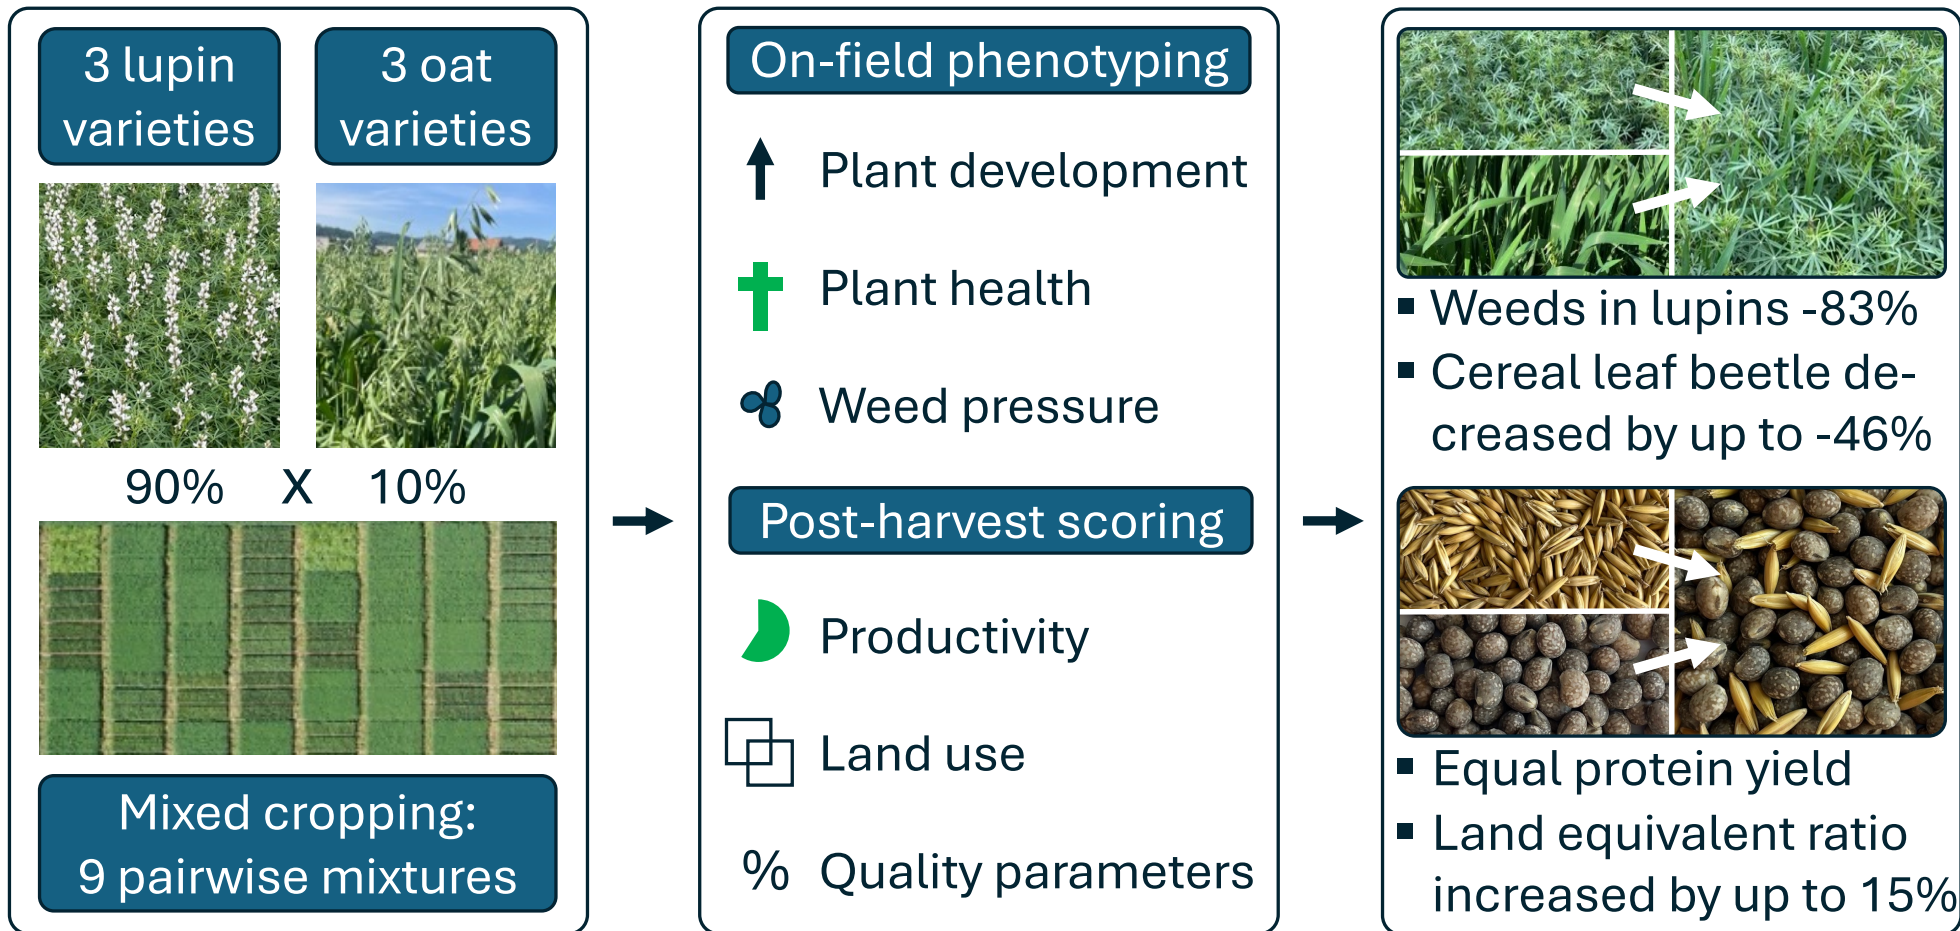 3 lupin
varieties
3 oat
varieties
90% X 10%
Mixed cropping:
9 pairwise mixtures
On-field phenotyping
Plant development
Plant health
Weed pressure
Post-harvest scoring
Productivity
Land use
% Quality parameters
▪ Weeds in lupins -83%
▪ Cereal leaf beetle de-
creased by up to -46%
▪ Equal protein yield
▪ Land equivalent ratio
increased by up to 15%